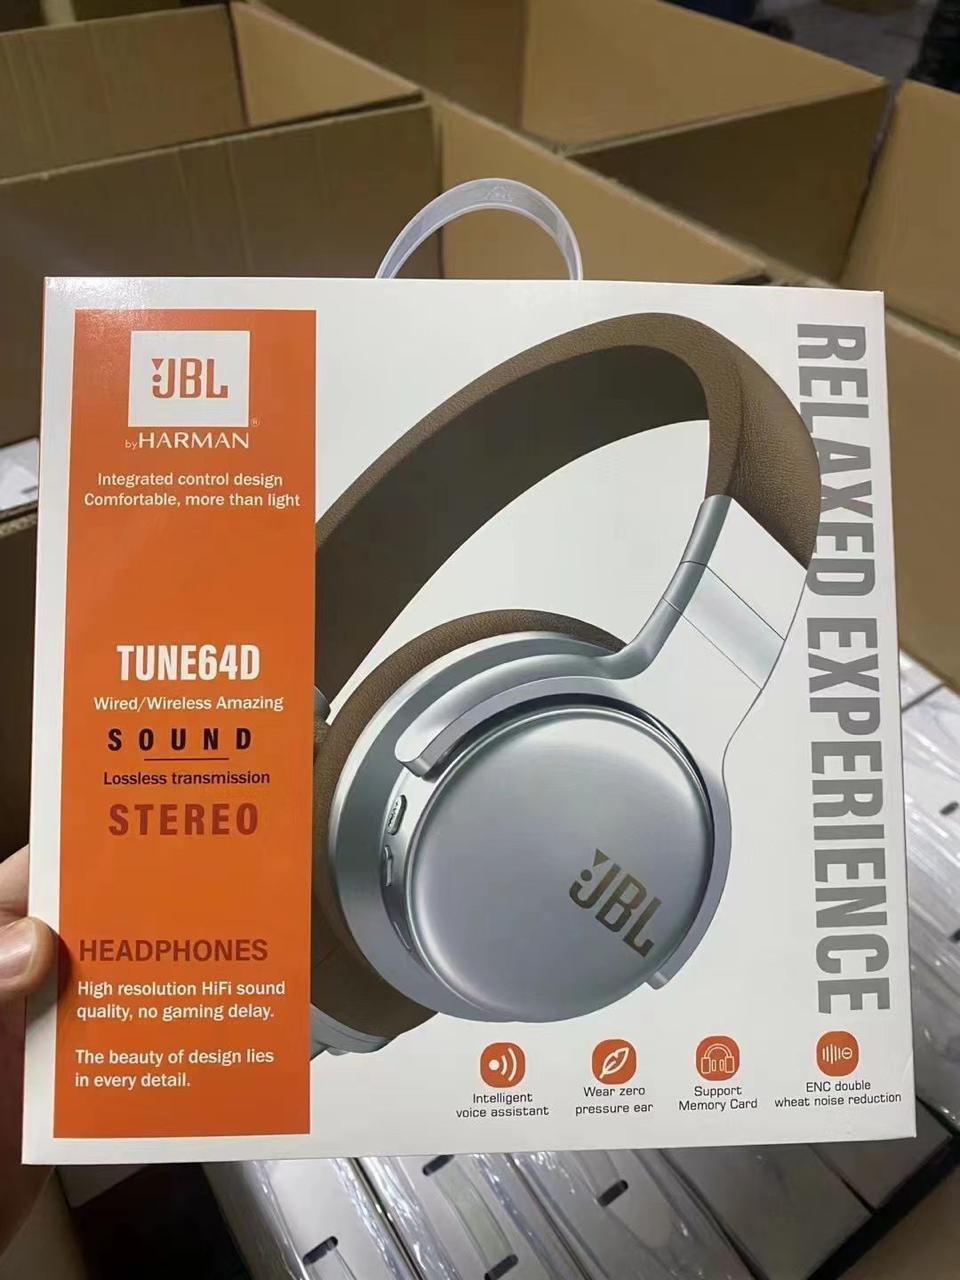 JBL
®
by HARMAN
Integrated control design
Comfortable, more than light
TUNE64D
Wired/Wireless Amazing
SOUND
Lossless transmission
STEREO
HEADPHONES
High resolution HiFi sound
quality, no gaming delay.
The beauty of design lies
in every detail.
RELAXED EXPERIENCE
JBL
Intelligent
voice assistant
Wear zero
pressure ear
Support
Memory Card
ENC double
wheat noise reduction